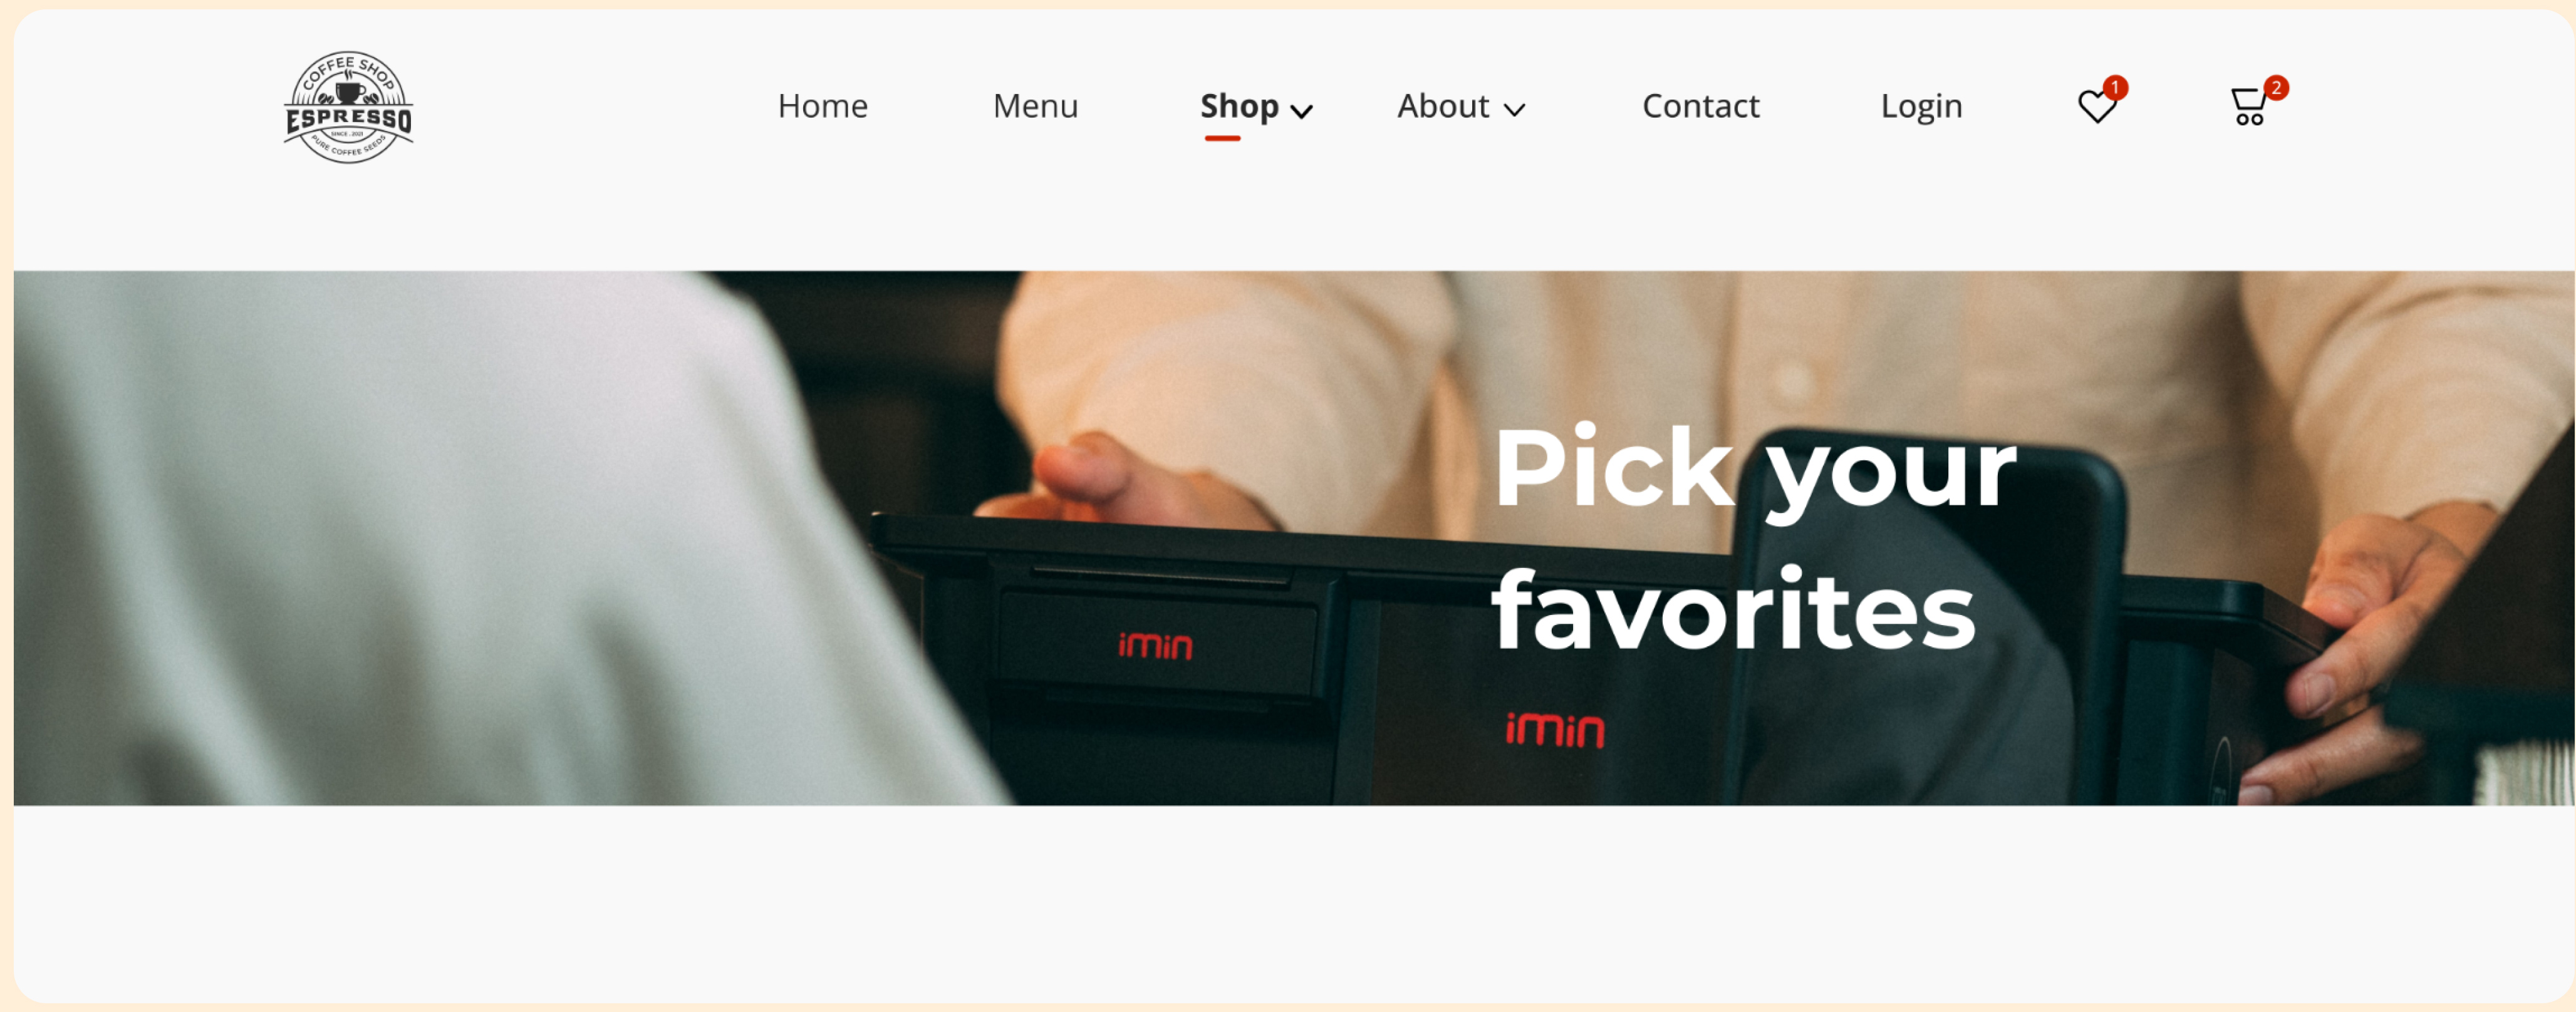 COFFEE SHOP
ESPRESSO
SINCE . 2021
PURE COFFEE SEEDS
Home
Menu
Shop
About
Contact
Login
1
2
Pick your
favorites
imin
imin